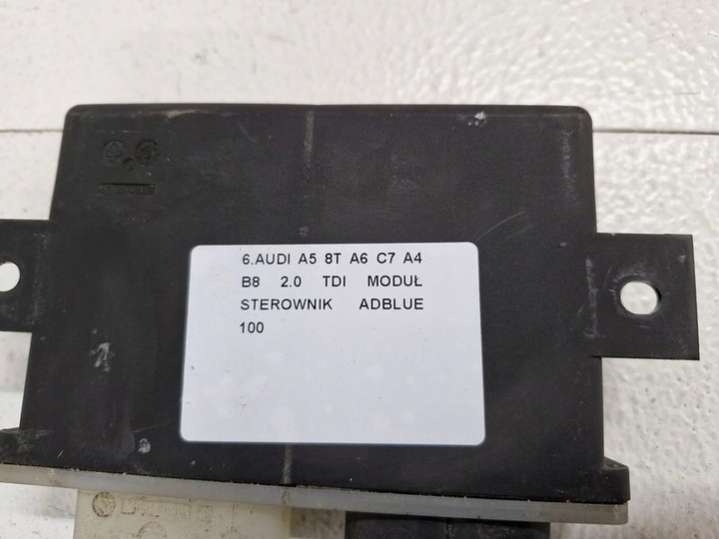 6.AUDI A5 8T A6 C7 A4
B8 2.0 TDI MODUŁ
STEROWNIK ADBLUE
100